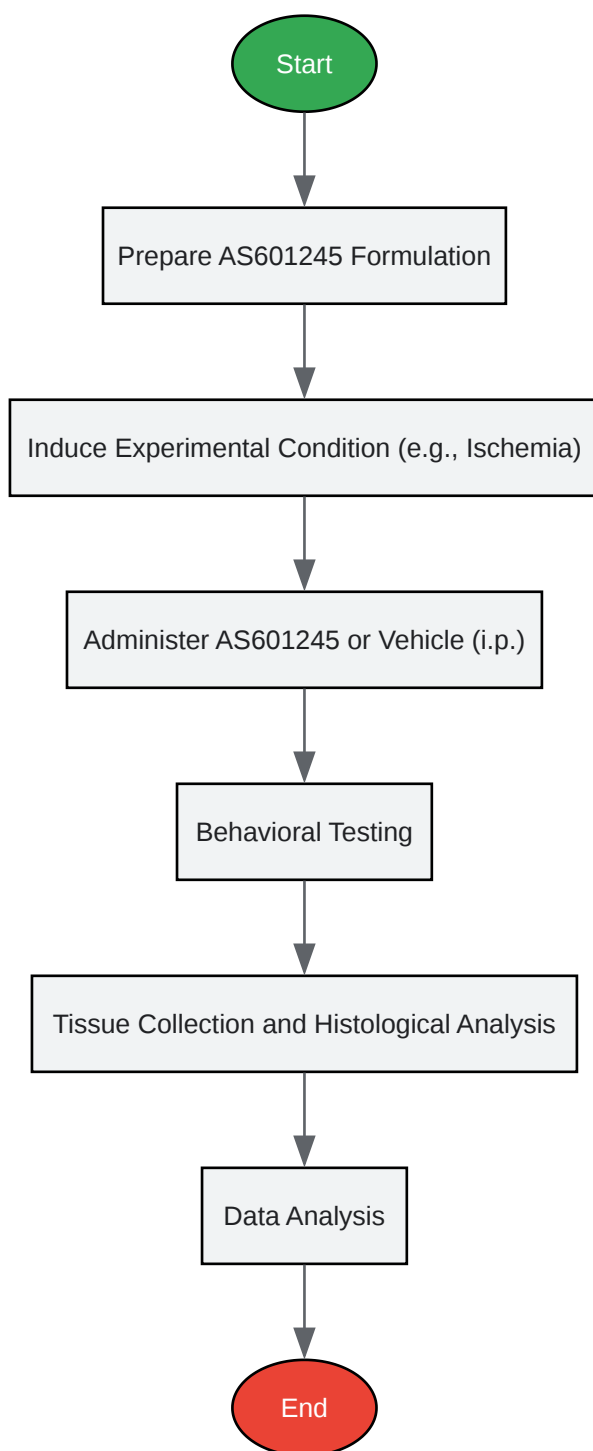 Start
Prepare AS601245 Formulation
Induce Experimental Condition (e.g., Ischemia)
Administer AS601245 or Vehicle (i.p.)
Behavioral Testing
Tissue Collection and Histological Analysis
Data Analysis
End